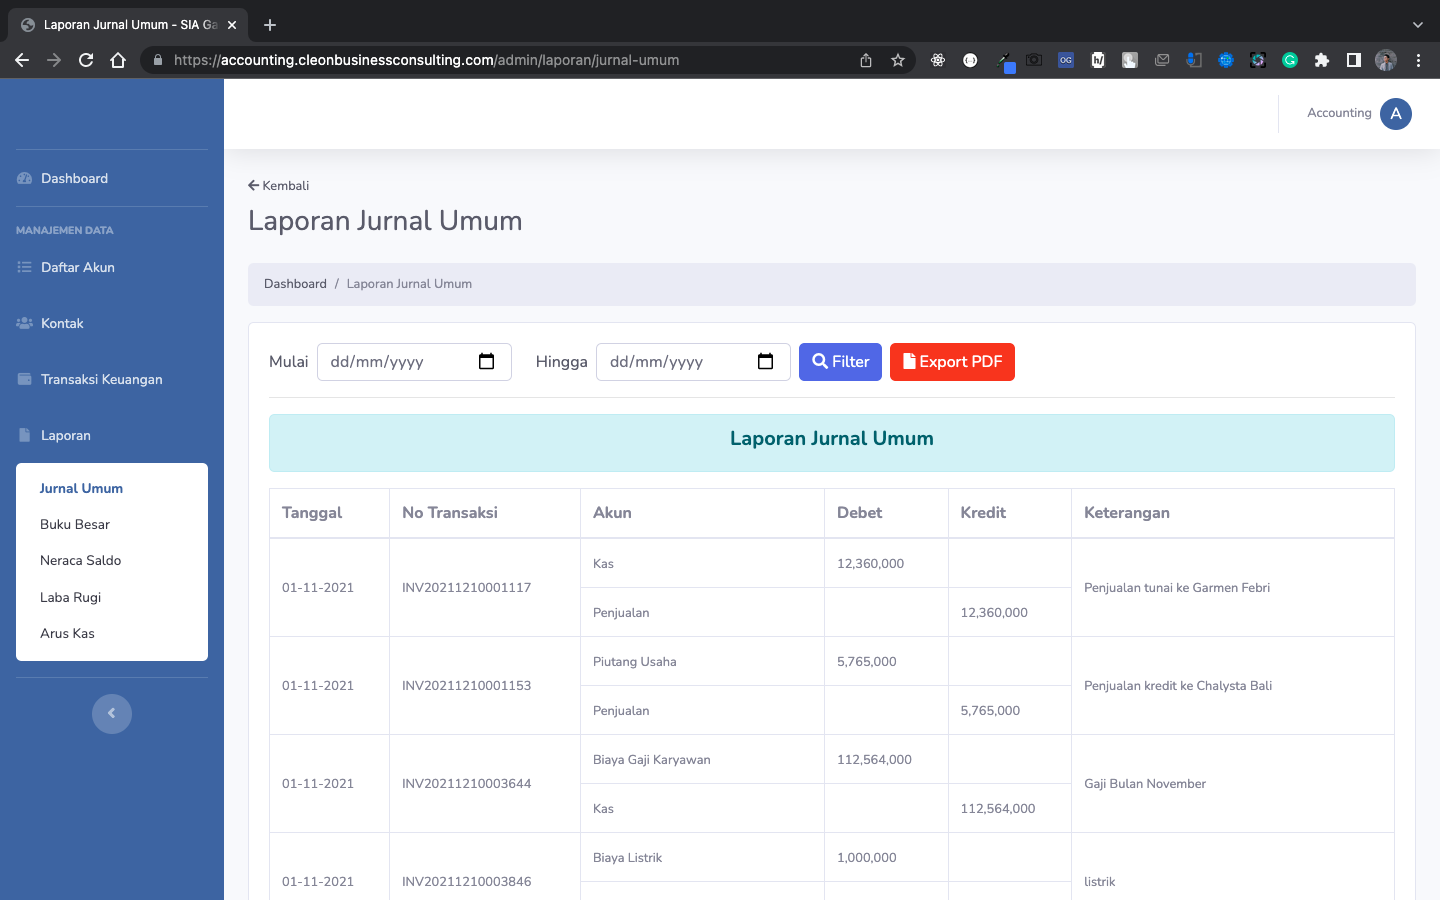 Laporan Jurnal Umum - SIA Ga
https://accounting.cleonbusinessconsulting.com/admin/laporan/jurnal-umum
Accounting A
Dashboard
MANAJEMEN DATA
Daftar Akun
Kontak
Transaksi Keuangan
Laporan
Jurnal Umum
Buku Besar
Neraca Saldo
Laba Rugi
Arus Kas
Kembali
Laporan Jurnal Umum
Dashboard / Laporan Jurnal Umum
Mulai dd/mm/yyyy Hingga dd/mm/yyyy Filter Export PDF
Laporan Jurnal Umum
Tanggal No Transaksi Akun Debet Kredit Keterangan
01-11-2021 INV20211210001117 Kas 12,360,000 Penjualan tunai ke Garmen Febri
Penjualan 12,360,000
01-11-2021 INV20211210001153 Piutang Usaha 5,765,000 Penjualan kredit ke Chalysta Bali
Penjualan 5,765,000
01-11-2021 INV20211210003644 Biaya Gaji Karyawan 112,564,000 Gaji Bulan November
Kas 112,564,000
01-11-2021 INV20211210003846 Biaya Listrik 1,000,000 listrik